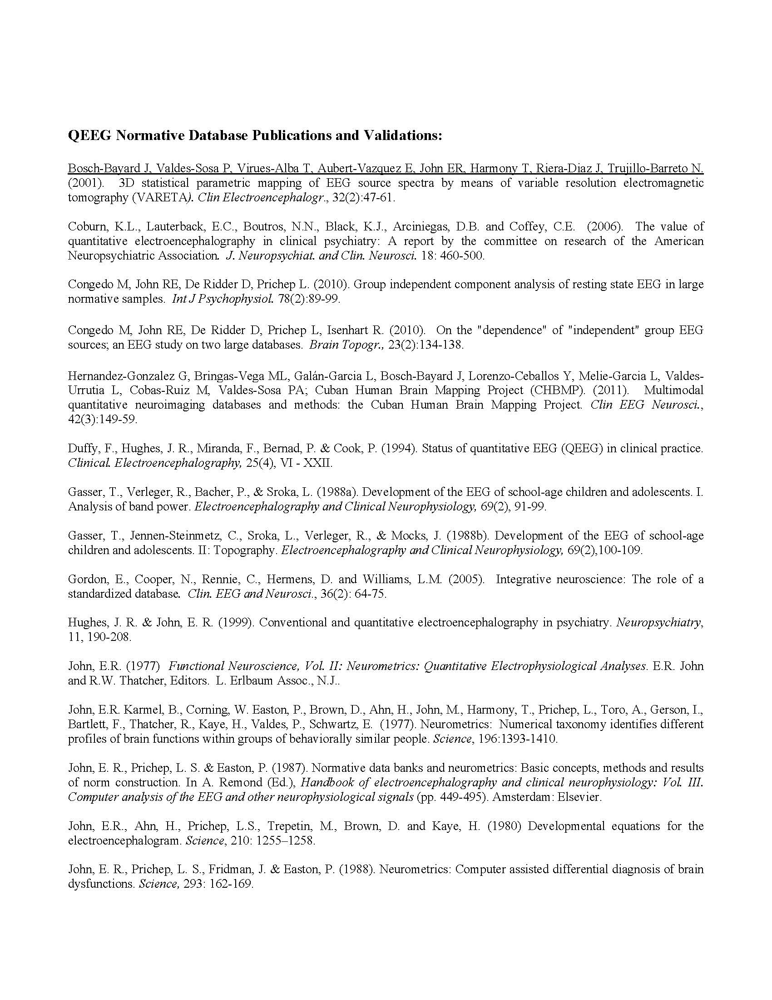 QEEG Normative Database Publications and Validations:
Bosch-Bayard J, Valdes-Sosa P, Virues-Alba T, Aubert-Vazquez E, John ER, Harmony T, Riera-Diaz J, Trujillo-Barreto N.
(2001). 3D statistical parametric mapping of EEG source spectra by means of variable resolution electromagnetic
tomography (VARETA). Clin Electroencephalogr., 32(2):47-61.
Coburn, K.L., Lauterback, E.C., Boutros, N.N., Black, K.J., Arciniegas, D.B. and Coffey, C.E. (2006). The value of
quantitative electroencephalography in clinical psychiatry: A report by the committee on research of the American
Neuropsychiatric Association. J. Neuropsychiat. and Clin. Neurosci. 18: 460-500.
Congedo M, John RE, De Ridder D, Prichep L. (2010). Group independent component analysis of resting state EEG in large
normative samples. Int J Psychophysiol. 78(2):89-99.
Congedo M, John RE, De Ridder D, Prichep L, Isenhart R. (2010). On the "dependence" of "independent" group EEG
sources; an EEG study on two large databases. Brain Topogr., 23(2):134-138.
Hernandez-Gonzalez G, Bringas-Vega ML, Galán-Garcia L, Bosch-Bayard J, Lorenzo-Ceballos Y, Melie-Garcia L, Valdes-
Urrutia L, Cobas-Ruiz M, Valdes-Sosa PA; Cuban Human Brain Mapping Project (CHBMP). (2011). Multimodal
quantitative neuroimaging databases and methods: the Cuban Human Brain Mapping Project. Clin EEG Neurosci.,
42(3):149-59.
Duffy, F., Hughes, J. R., Miranda, F., Bernad, P. & Cook, P. (1994). Status of quantitative EEG (QEEG) in clinical practice.
Clinical. Electroencephalography, 25(4), VI - XXII.
Gasser, T., Verleger, R., Bacher, P., & Sroka, L. (1988a). Development of the EEG of school-age children and adolescents. I.
Analysis of band power. Electroencephalography and Clinical Neurophysiology, 69(2), 91-99.
Gasser, T., Jennen-Steinmetz, C., Sroka, L., Verleger, R., & Mocks, J. (1988b). Development of the EEG of school-age
children and adolescents. II: Topography. Electroencephalography and Clinical Neurophysiology, 69(2),100-109.
Gordon, E., Cooper, N., Rennie, C., Hermens, D. and Williams, L.M. (2005). Integrative neuroscience: The role of a
standardized database. Clin. EEG and Neurosci., 36(2): 64-75.
Hughes, J. R. & John, E. R. (1999). Conventional and quantitative electroencephalography in psychiatry. Neuropsychiatry,
11, 190-208.
John, E.R. (1977) Functional Neuroscience, Vol. II: Neurometrics: Quantitative Electrophysiological Analyses. E.R. John
and R.W. Thatcher, Editors. L. Erlbaum Assoc., N.J..
John, E.R. Karmel, B., Corning, W. Easton, P., Brown, D., Ahn, H., John, M., Harmony, T., Prichep, L., Toro, A., Gerson, I.,
Bartlett, F., Thatcher, R., Kaye, H., Valdes, P., Schwartz, E. (1977). Neurometrics: Numerical taxonomy identifies different
profiles of brain functions within groups of behaviorally similar people. Science, 196:1393-1410.
John, E. R., Prichep, L. S. & Easton, P. (1987). Normative data banks and neurometrics: Basic concepts, methods and results
of norm construction. In A. Remond (Ed.), Handbook of electroencephalography and clinical neurophysiology: Vol. III.
Computer analysis of the EEG and other neurophysiological signals (pp. 449-495). Amsterdam: Elsevier.
John, E.R., Ahn, H., Prichep, L.S., Trepetin, M., Brown, D. and Kaye, H. (1980) Developmental equations for the
electroencephalogram. Science, 210: 1255–1258.
John, E. R., Prichep, L. S., Fridman, J. & Easton, P. (1988). Neurometrics: Computer assisted differential diagnosis of brain
dysfunctions. Science, 293: 162-169.